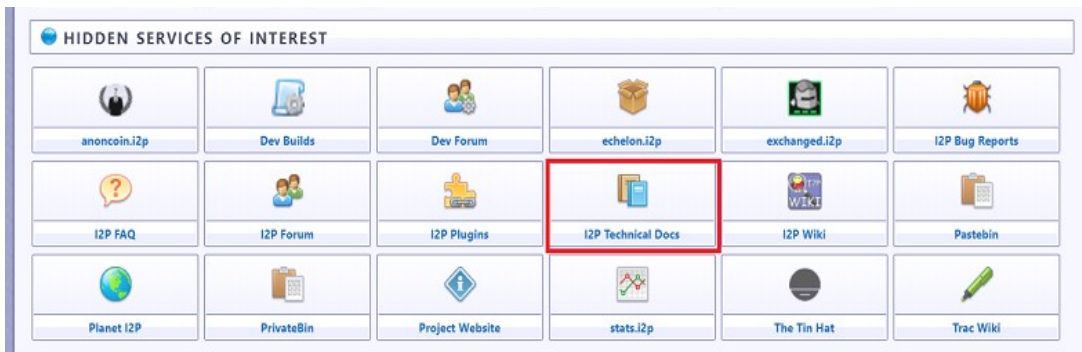 HIDDEN SERVICES OF INTEREST
anoncoin.i2p Dev Builds Dev Forum echelon.i2p exchanged.i2p I2P Bug Reports
I2P FAQ I2P Forum I2P Plugins I2P Technical Docs I2P Wiki Pastebin
Planet I2P PrivateBin Project Website stats.i2p The Tin Hat Trac Wiki